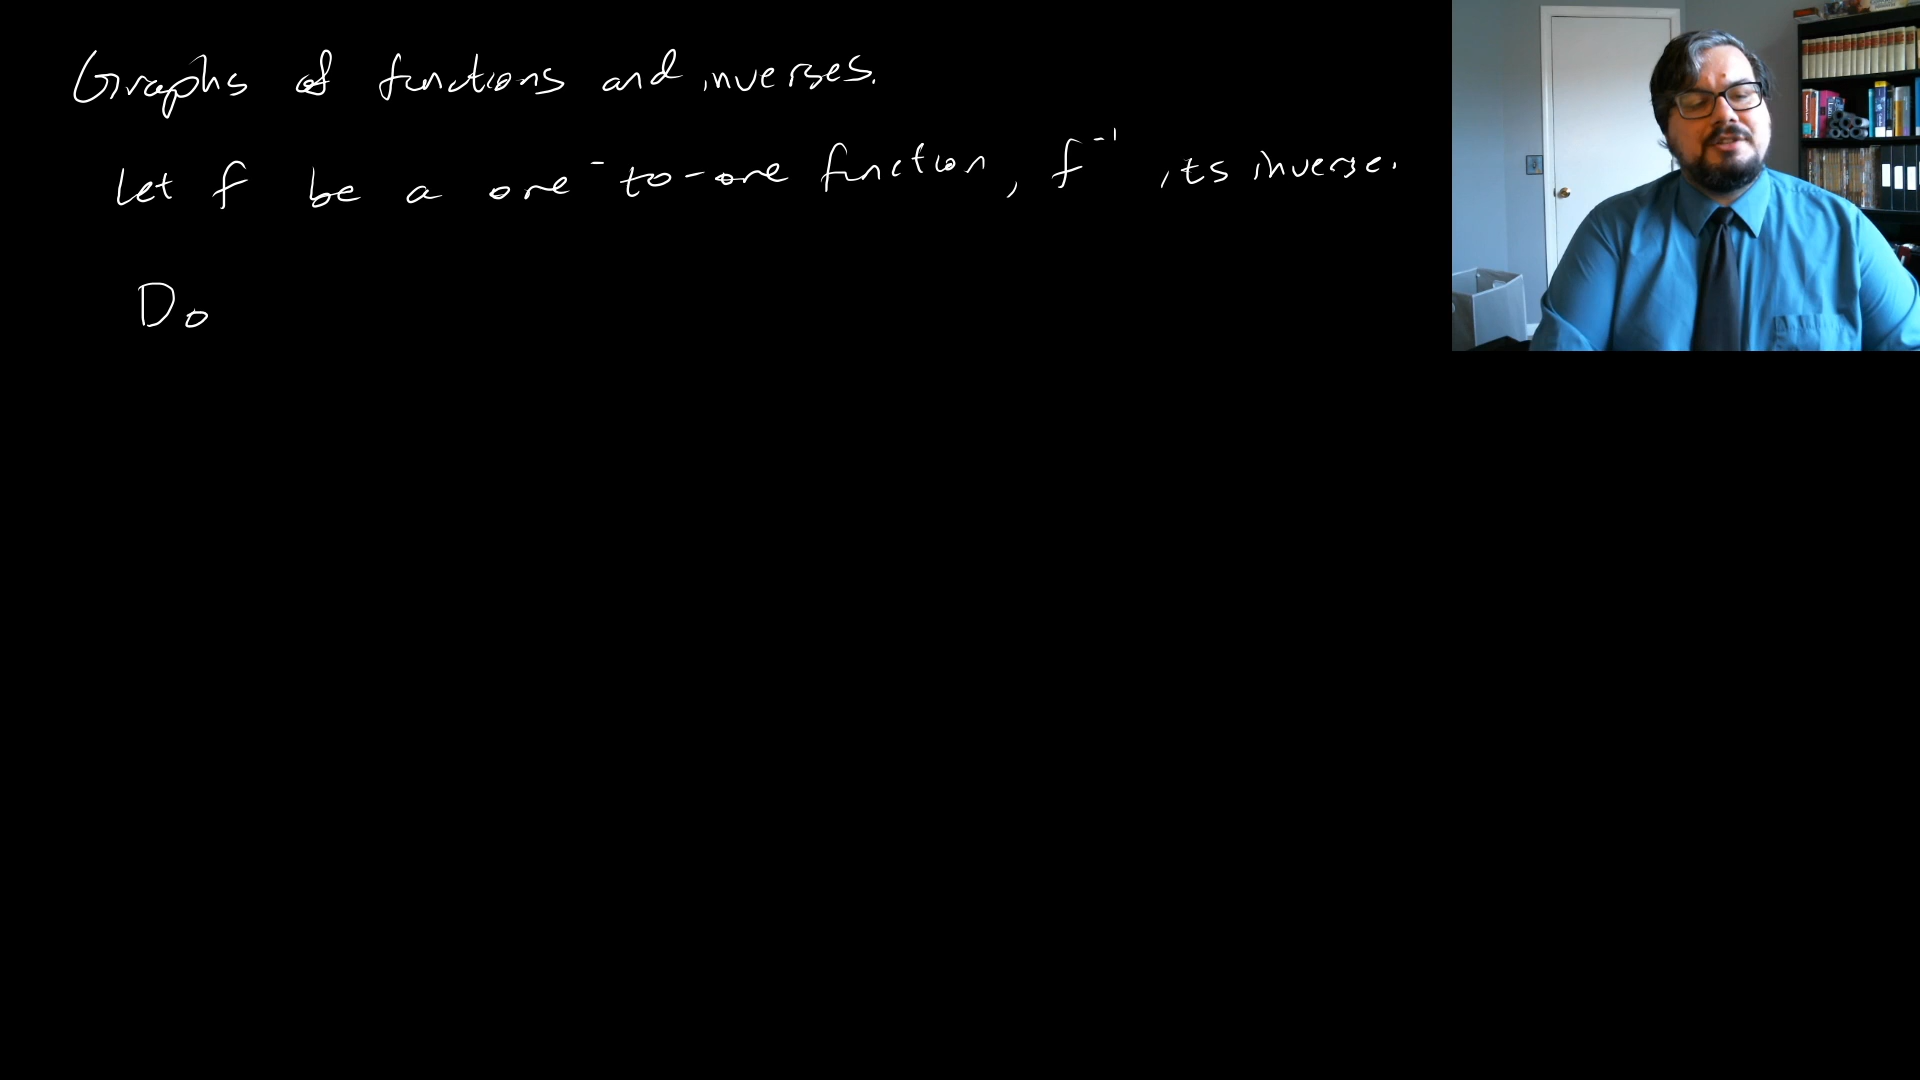 Graphs of functions and inverses.
Let f be a one-to-one function, f⁻¹ its inverse.
Do